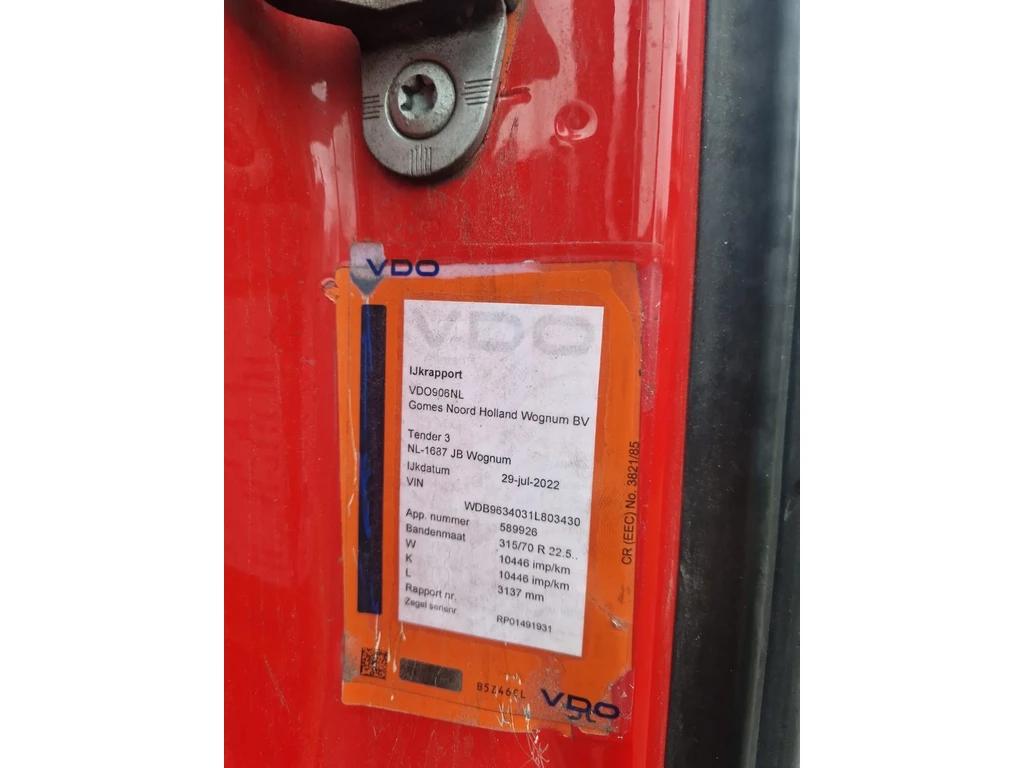 VDO
VDO
IJkrapport
VDO906NL
Gomes Noord Holland Wognum BV
Tender 3
NL-1687 JB Wognum
IJkdatum 29-jul-2022
VIN
WDB9634031L803430
App. nummer 589926
Bandenmaat 315/70 R 22.5..
W 10446 imp/km
K 10446 imp/km
L 3137 mm
Rapport nr.
Zegel serienr. RP01491931
CR (EEC) No. 3821/85
VDO